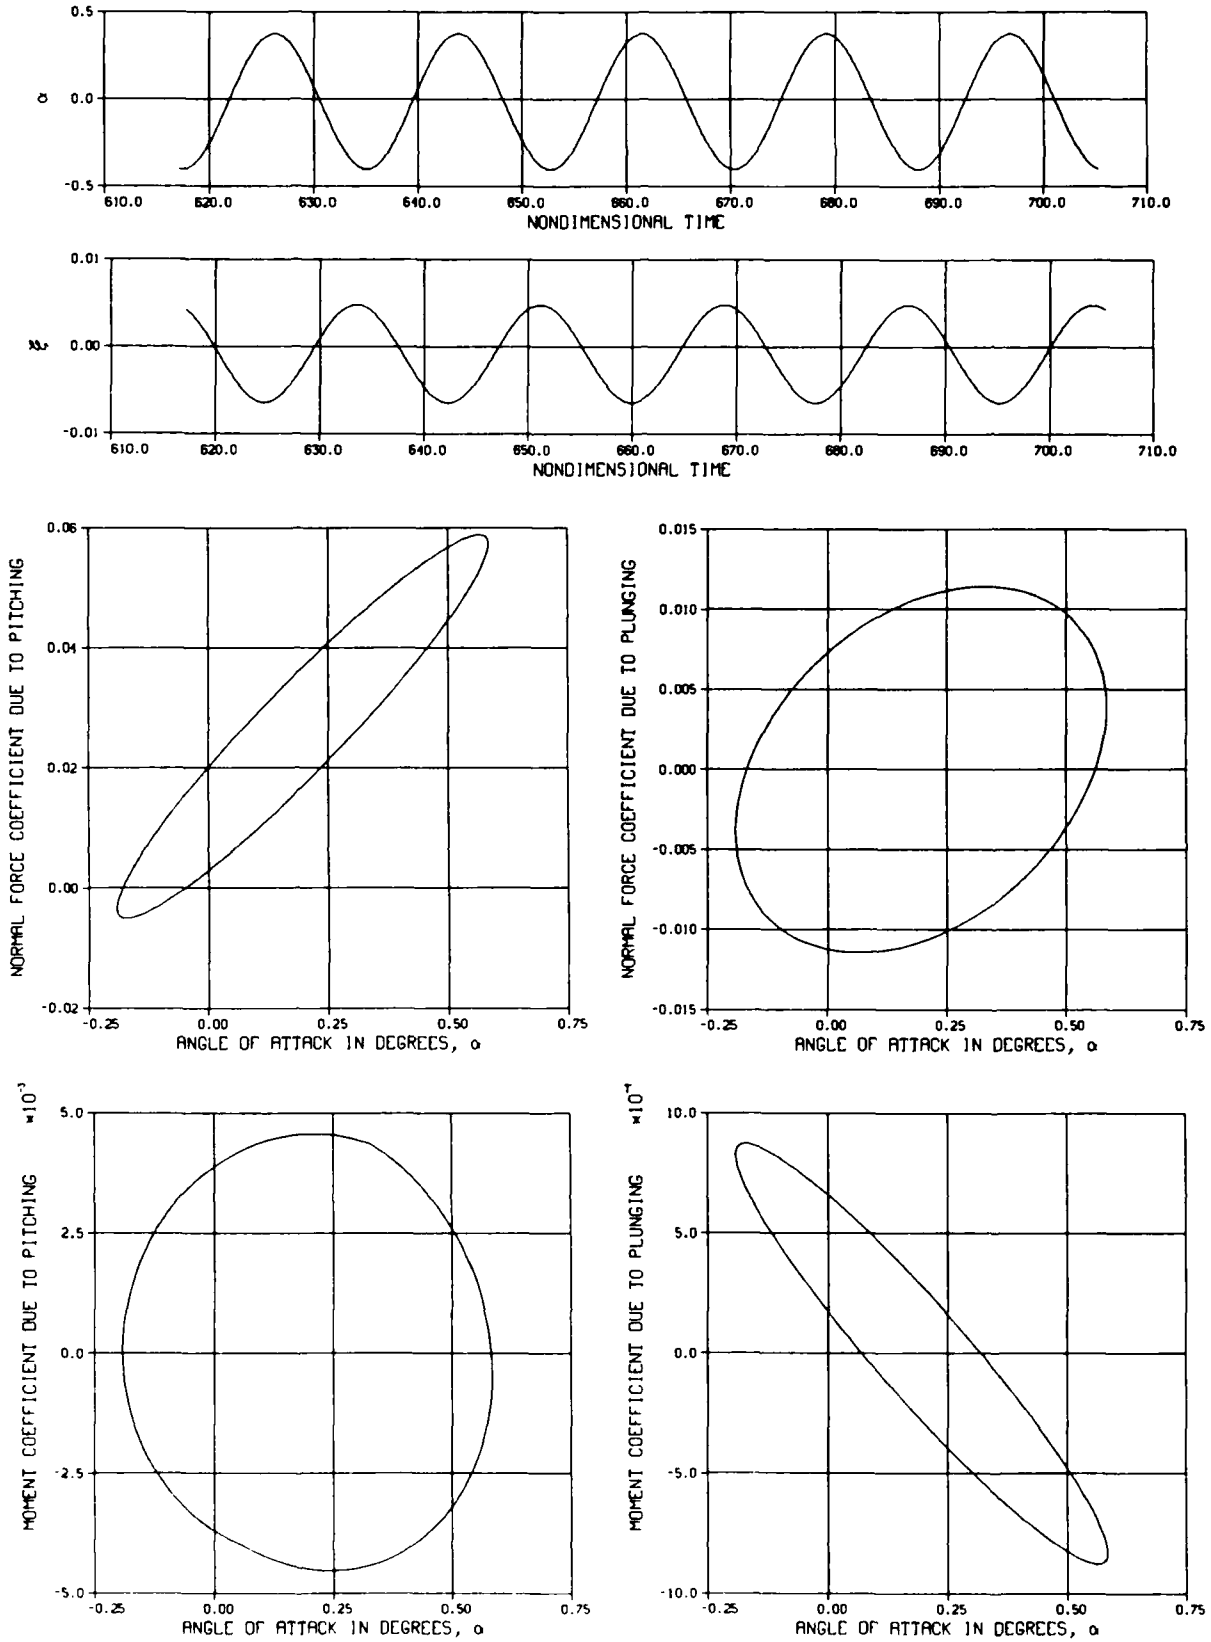 0.5
α
0.0
-0.5
610.0 620.0 630.0 640.0 650.0 660.0 670.0 680.0 690.0 700.0 710.0
NONDIMENSIONAL TIME
0.01
ξ
0.00
-0.01
610.0 620.0 630.0 640.0 650.0 660.0 670.0 680.0 690.0 700.0 710.0
NONDIMENSIONAL TIME
NORMAL FORCE COEFFICIENT DUE TO PITCHING
0.06
0.04
0.02
0.00
-0.02
-0.25 0.00 0.25 0.50 0.75
ANGLE OF ATTACK IN DEGREES, α
NORMAL FORCE COEFFICIENT DUE TO PLUNGING
0.015
0.010
0.005
0.000
-0.005
-0.010
-0.015
-0.25 0.00 0.25 0.50 0.75
ANGLE OF ATTACK IN DEGREES, α
MOMENT COEFFICIENT DUE TO PITCHING ×10⁻³
5.0
2.5
0.0
-2.5
-5.0
-0.25 0.00 0.25 0.50 0.75
ANGLE OF ATTACK IN DEGREES, α
MOMENT COEFFICIENT DUE TO PLUNGING
10.0
5.0
0.0
-5.0
-10.0
-0.25 0.00 0.25 0.50 0.75
ANGLE OF ATTACK IN DEGREES, α